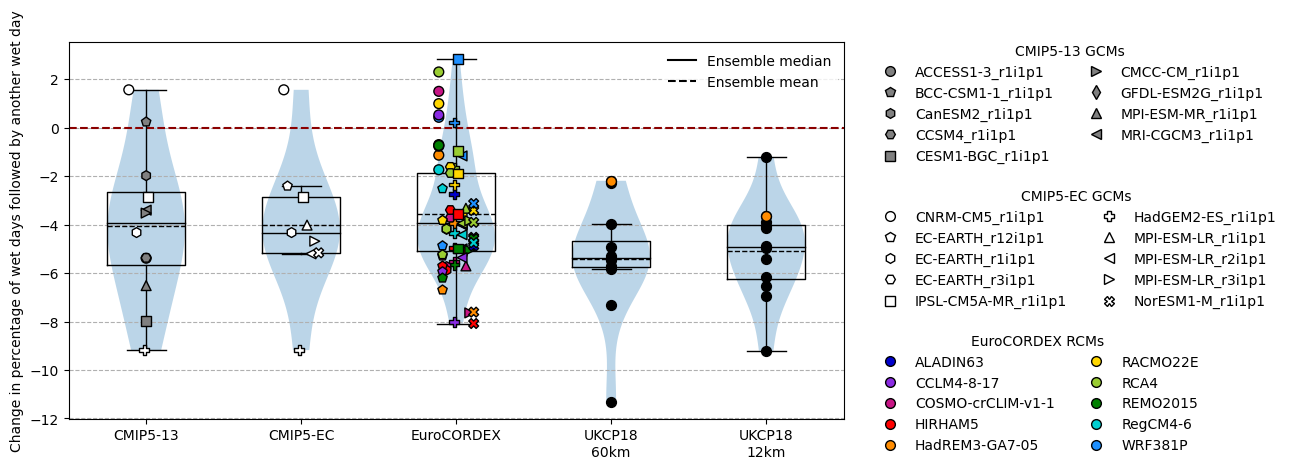 Change in percentage of wet days followed by another wet day
2
0
−2
−4
−6
−8
−10
−12
CMIP5-13
CMIP5-EC
EuroCORDEX
UKCP18
60km
UKCP18
12km
Ensemble median
Ensemble mean
CMIP5-13 GCMs
ACCESS1-3_r1i1p1
BCC-CSM1-1_r1i1p1
CanESM2_r1i1p1
CCSM4_r1i1p1
CESM1-BGC_r1i1p1
CMCC-CM_r1i1p1
GFDL-ESM2G_r1i1p1
MPI-ESM-MR_r1i1p1
MRI-CGCM3_r1i1p1
CMIP5-EC GCMs
CNRM-CM5_r1i1p1
EC-EARTH_r12i1p1
EC-EARTH_r1i1p1
EC-EARTH_r3i1p1
IPSL-CM5A-MR_r1i1p1
HadGEM2-ES_r1i1p1
MPI-ESM-LR_r1i1p1
MPI-ESM-LR_r2i1p1
MPI-ESM-LR_r3i1p1
NorESM1-M_r1i1p1
EuroCORDEX RCMs
ALADIN63
CCLM4-8-17
COSMO-crCLIM-v1-1
HIRHAM5
HadREM3-GA7-05
RACMO22E
RCA4
REMO2015
RegCM4-6
WRF381P